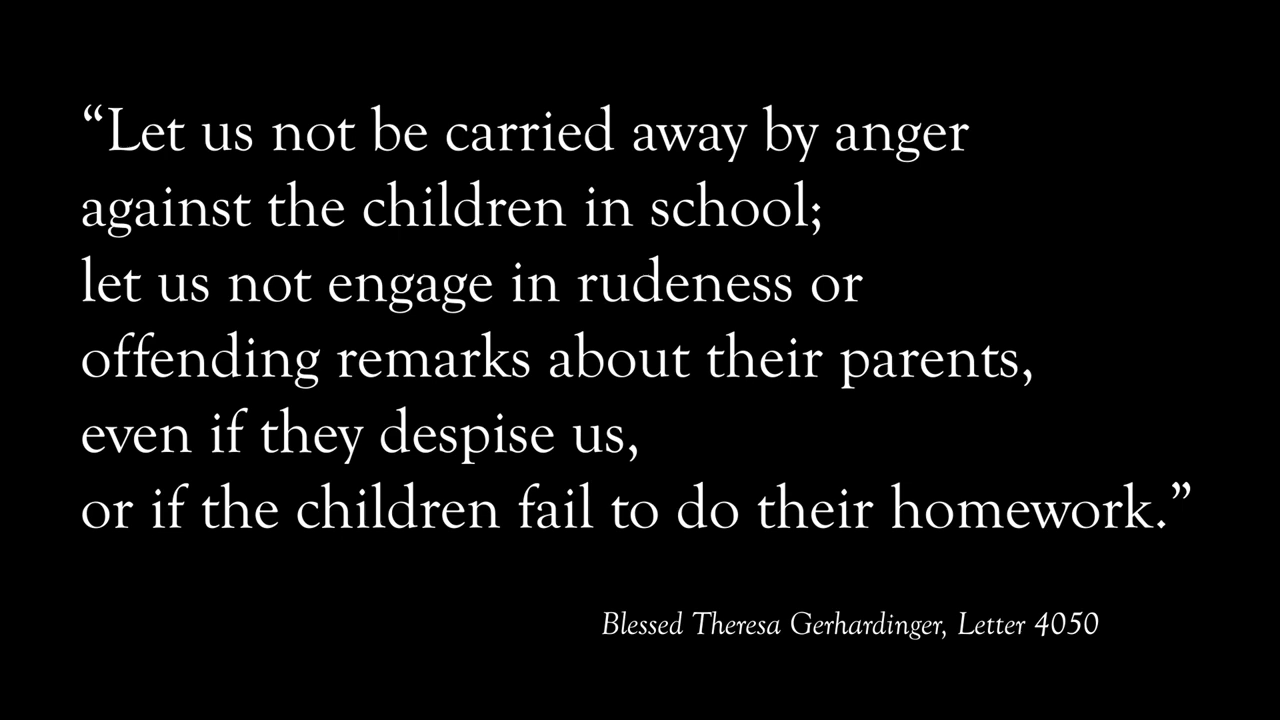 “Let us not be carried away by anger
against the children in school;
let us not engage in rudeness or
offending remarks about their parents,
even if they despise us,
or if the children fail to do their homework.”
Blessed Theresa Gerhardinger, Letter 4050